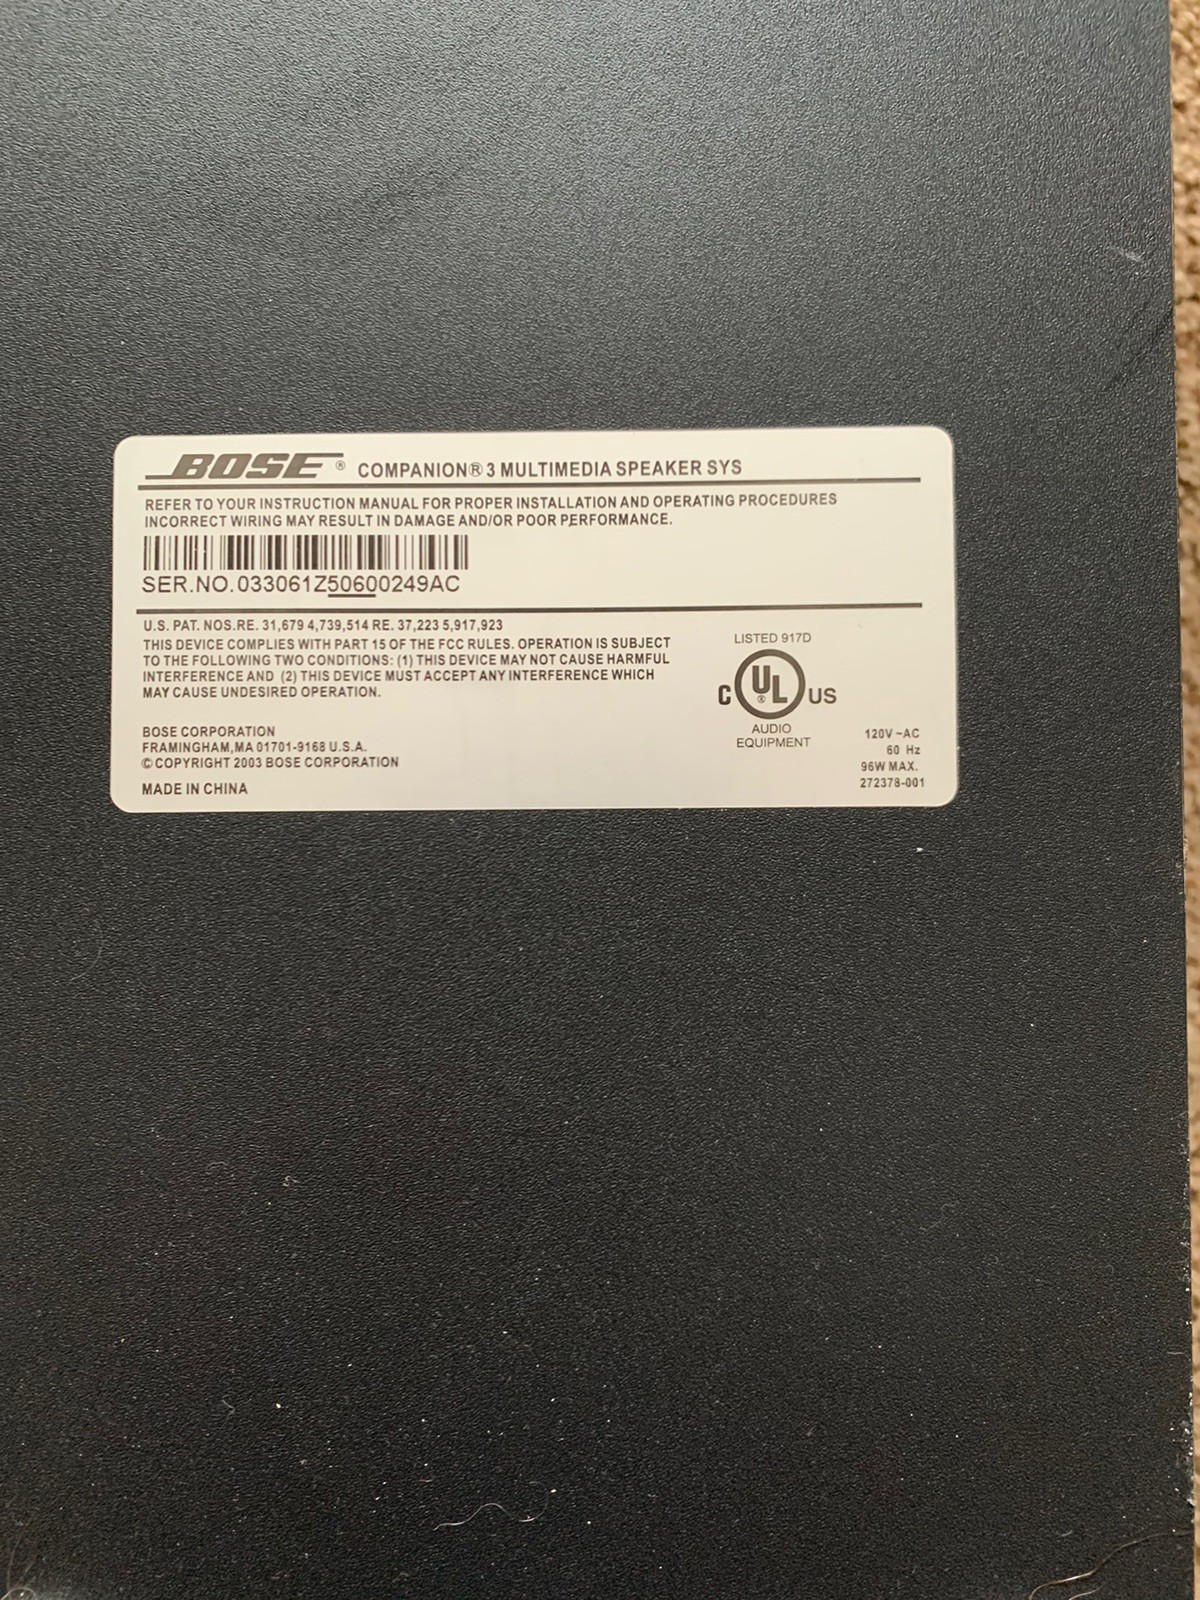 BOSE® COMPANION® 3 MULTIMEDIA SPEAKER SYS
REFER TO YOUR INSTRUCTION MANUAL FOR PROPER INSTALLATION AND OPERATING PROCEDURES
INCORRECT WIRING MAY RESULT IN DAMAGE AND/OR POOR PERFORMANCE.
SER.NO.033061Z50600249AC
U.S. PAT. NOS.RE. 31,679 4,739,514 RE. 37,223 5,917,923
THIS DEVICE COMPLIES WITH PART 15 OF THE FCC RULES. OPERATION IS SUBJECT
TO THE FOLLOWING TWO CONDITIONS: (1) THIS DEVICE MAY NOT CAUSE HARMFUL
INTERFERENCE AND (2) THIS DEVICE MUST ACCEPT ANY INTERFERENCE WHICH
MAY CAUSE UNDESIRED OPERATION.
LISTED 917D
C UL® US
AUDIO
EQUIPMENT
BOSE CORPORATION
FRAMINGHAM,MA 01701-9168 U.S.A.
© COPYRIGHT 2003 BOSE CORPORATION
MADE IN CHINA
120V ~AC
60 Hz
96W MAX.
272378-001